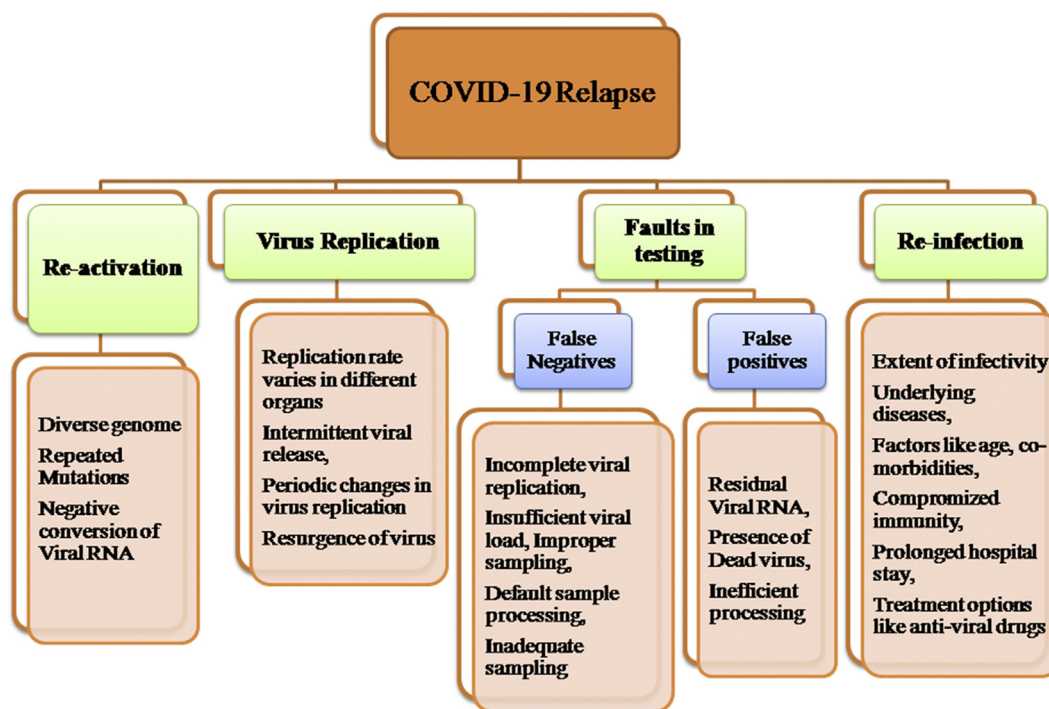 COVID-19 Relapse
Re-activation
Diverse genome
Repeated
Mutations
Negative
conversion of
Viral RNA
Virus Replication
Replication rate
varies in different
organs
Intermittent viral
release,
Periodic changes in
virus replication
Resurgence of virus
Faults in
testing
False
Negatives
Incomplete viral
replication,
Insufficient viral
load, Improper
sampling,
Default sample
processing,
Inadequate
sampling
False
positives
Residual
Viral RNA,
Presence of
Dead virus,
Inefficient
processing
Re-infection
Extent of infectivity
Underlying
diseases,
Factors like age, co-
morbidities,
Compromized
immunity,
Prolonged hospital
stay,
Treatment options
like anti-viral drugs